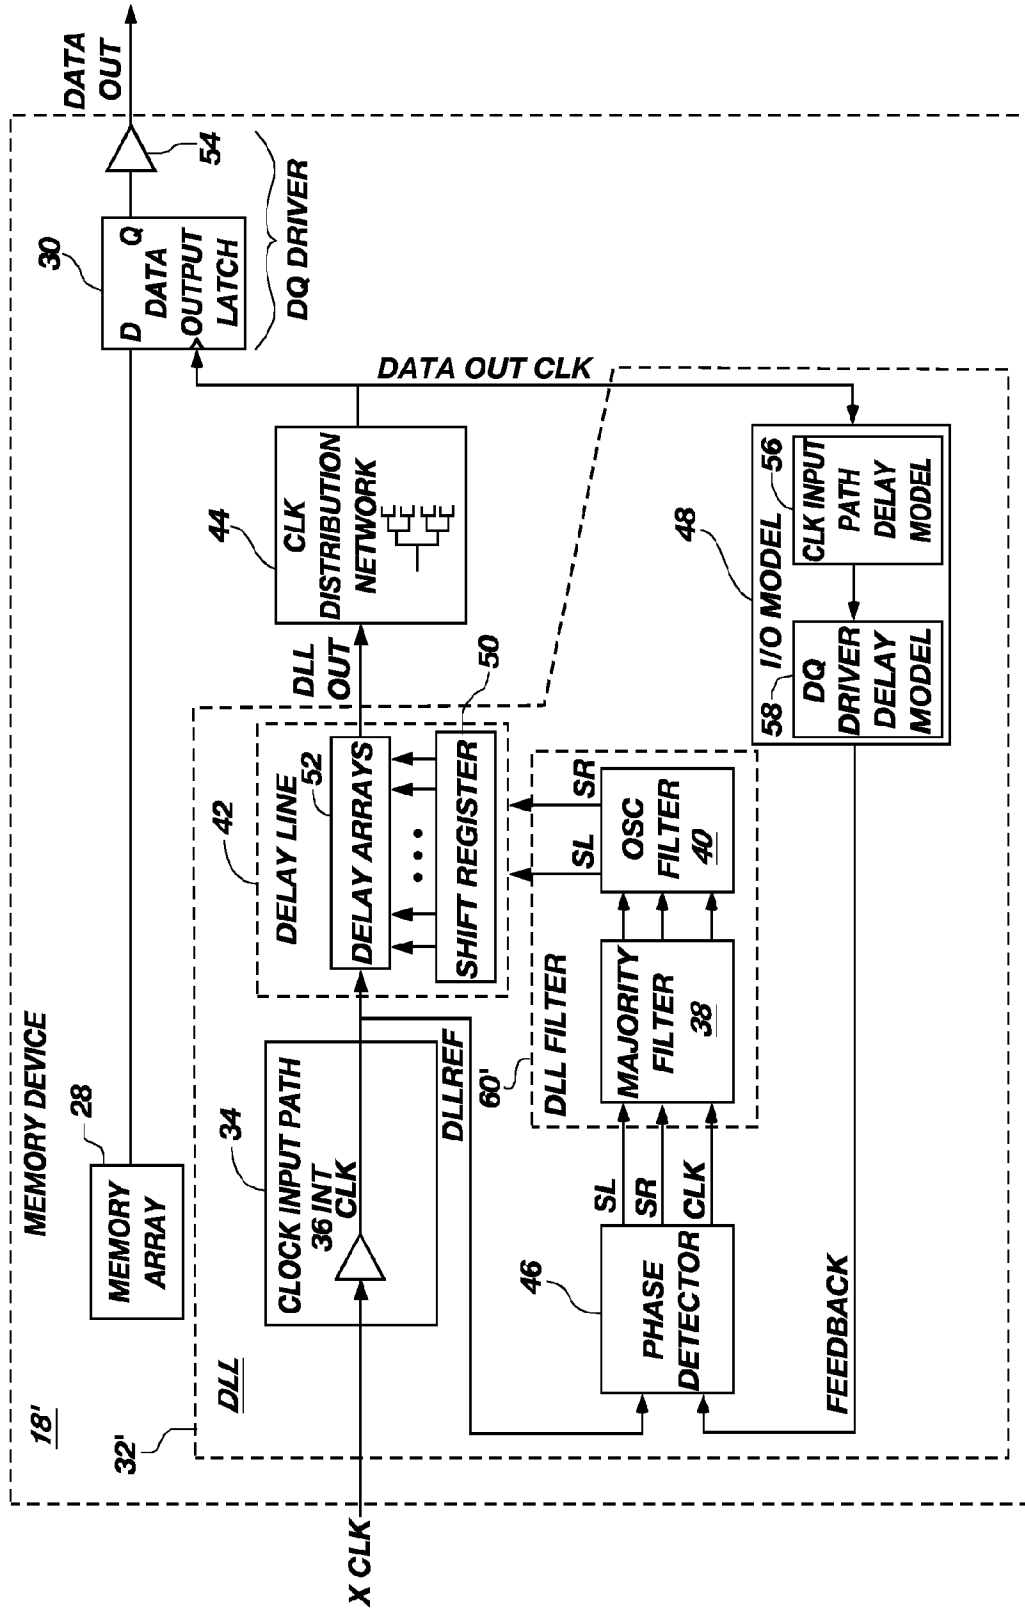 18'
MEMORY DEVICE
32'
DLL
X CLK
28
MEMORY
ARRAY
34
CLOCK INPUT PATH
36 INT
CLK
DLLREF
42
DELAY LINE
52
DELAY ARRAYS
SHIFT REGISTER
50
DLL
OUT
44
CLK
DISTRIBUTION
NETWORK
30
D Q
DATA
OUTPUT
LATCH
54
DATA
OUT
DQ DRIVER
DATA OUT CLK
46
PHASE
DETECTOR
SL
SR
CLK
60'
DLL FILTER
MAJORITY
FILTER
38
OSC
FILTER
40
SL
SR
48
I/O MODEL
58
DQ
DRIVER
DELAY
MODEL
56
CLK INPUT
PATH
DELAY
MODEL
FEEDBACK